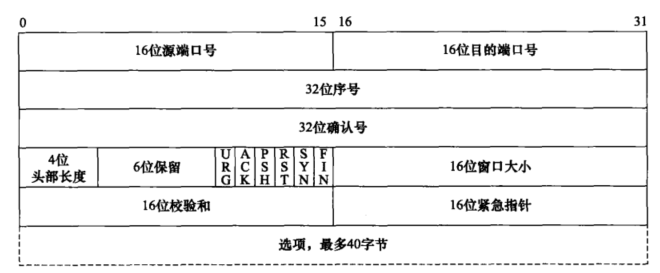 0 15 16 31
16位源端口号 16位目的端口号
32位序号
32位确认号
4位
头部长度 6位保留 URG ACK PSH RST SYN FIN 16位窗口大小
16位校验和 16位紧急指针
选项，最多40字节